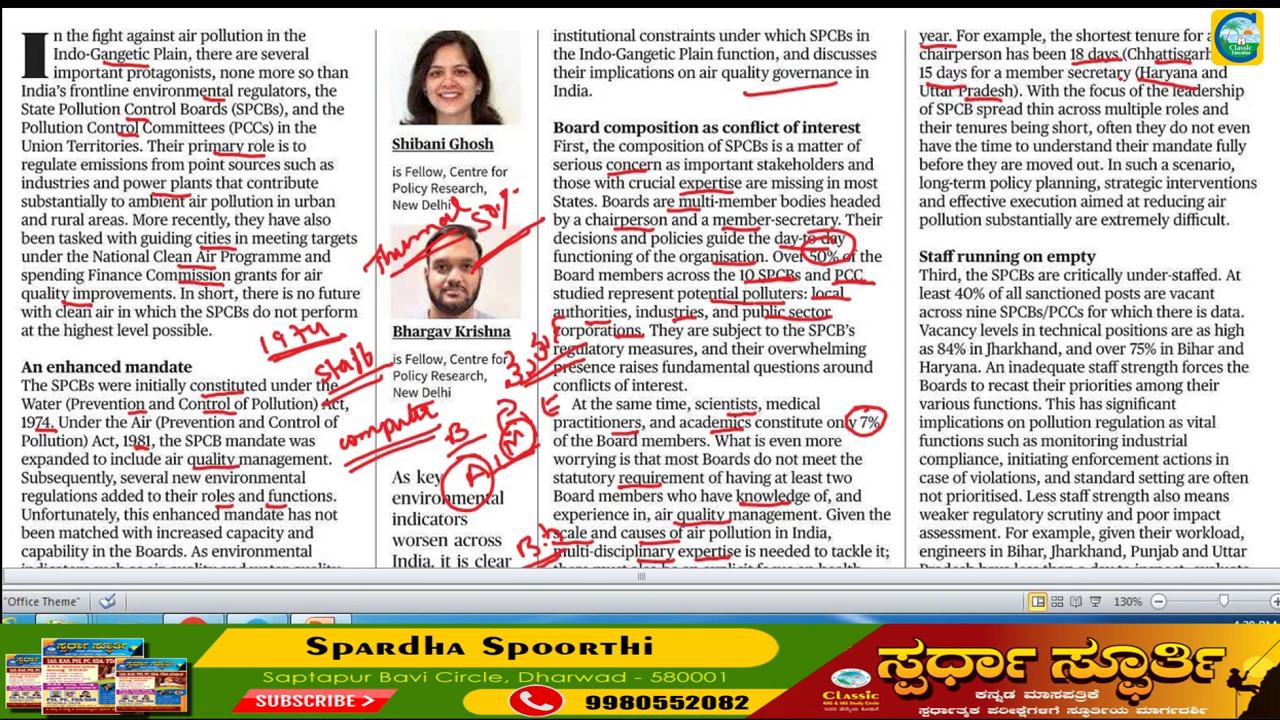 In the fight against air pollution in the
Indo-Gangetic Plain, there are several
important protagonists, none more so than
India's frontline environmental regulators, the
State Pollution Control Boards (SPCBs), and the
Pollution Control Committees (PCCs) in the
Union Territories. Their primary role is to
regulate emissions from point sources such as
industries and power plants that contribute
substantially to ambient air pollution in urban
and rural areas. More recently, they have also
been tasked with guiding cities in meeting targets
under the National Clean Air Programme and
spending Finance Commission grants for air
quality improvements. In short, there is no future
with clean air in which the SPCBs do not perform
at the highest level possible.
1974
Staff
An enhanced mandate
The SPCBs were initially constituted under the
Water (Prevention and Control of Pollution) Act,
1974. Under the Air (Prevention and Control of
Pollution) Act, 1981, the SPCB mandate was
expanded to include air quality management.
Subsequently, several new environmental
regulations added to their roles and functions.
Unfortunately, this enhanced mandate has not
been matched with increased capacity and
capability in the Boards. As environmental
Shibani Ghosh
is Fellow, Centre for
Policy Research,
New Delhi
Thermal
50%
Bhargav Krishna
is Fellow, Centre for
Policy Research,
New Delhi
computer
B
A
M
E
As key
environmental
indicators
worsen across
India, it is clear
institutional constraints under which SPCBs in
the Indo-Gangetic Plain function, and discusses
their implications on air quality governance in
India.
Board composition as conflict of interest
First, the composition of SPCBs is a matter of
serious concern as important stakeholders and
those with crucial expertise are missing in most
States. Boards are multi-member bodies headed
by a chairperson and a member-secretary. Their
decisions and policies guide the day-to-day
functioning of the organisation. Over 50% of the
Board members across the 10 SPCBs and PCC,
studied represent potential polluters: local
authorities, industries, and public sector
corporations. They are subject to the SPCB's
regulatory measures, and their overwhelming
presence raises fundamental questions around
conflicts of interest.
At the same time, scientists, medical
practitioners, and academics constitute only 7%
of the Board members. What is even more
worrying is that most Boards do not meet the
statutory requirement of having at least two
Board members who have knowledge of, and
experience in, air quality management. Given the
scale and causes of air pollution in India,
multi-disciplinary expertise is needed to tackle it;
year. For example, the shortest tenure for a
chairperson has been 18 days (Chhattisgarh
15 days for a member secretary (Haryana and
Uttar Pradesh). With the focus of the leadership
of SPCB spread thin across multiple roles and
their tenures being short, often they do not even
have the time to understand their mandate fully
before they are moved out. In such a scenario,
long-term policy planning, strategic interventions
and effective execution aimed at reducing air
pollution substantially are extremely difficult.
Staff running on empty
Third, the SPCBs are critically under-staffed. At
least 40% of all sanctioned posts are vacant
across nine SPCBs/PCCs for which there is data.
Vacancy levels in technical positions are as high
as 84% in Jharkhand, and over 75% in Bihar and
Haryana. An inadequate staff strength forces the
Boards to recast their priorities among their
various functions. This has significant
implications on pollution regulation as vital
functions such as monitoring industrial
compliance, initiating enforcement actions in
case of violations, and standard setting are often
not prioritised. Less staff strength also means
weaker regulatory scrutiny and poor impact
assessment. For example, given their workload,
engineers in Bihar, Jharkhand, Punjab and Uttar
Classic
Education
"Office Theme"
130%
Spardha Spoorthi
Saptapur Bavi Circle, Dharwad - 580001
SUBSCRIBE
9980552082
ಸ್ಪರ್ಧಾ ಸ್ಫೂರ್ತಿ
Classic
KAS & IAS Study Circle
ಕನ್ನಡ ಮಾಸಪತ್ರಿಕೆ
ಸ್ಪರ್ಧಾತ್ಮಕ ಪರೀಕ್ಷೆಗಳಿಗೆ ಸ್ಫೂರ್ತಿಯ ಮಾರ್ಗದರ್ಶಿ